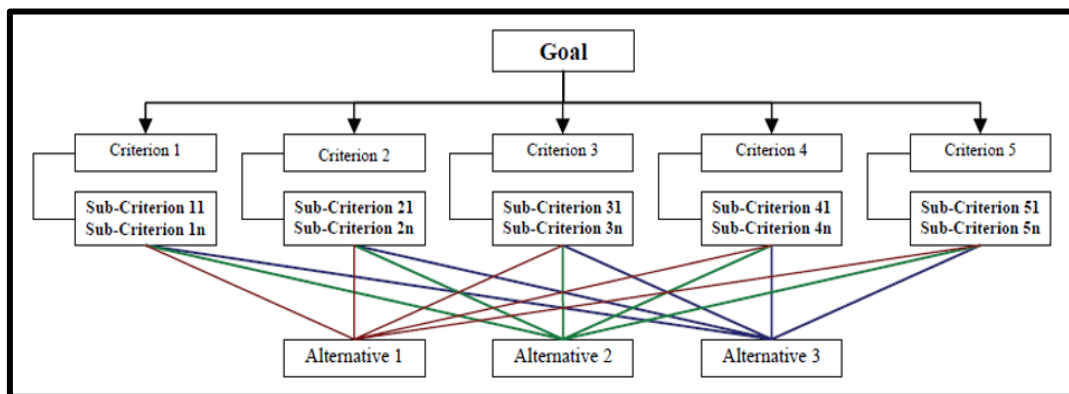 Goal
Criterion 1
Criterion 2
Criterion 3
Criterion 4
Criterion 5
Sub-Criterion 11
Sub-Criterion 1n
Sub-Criterion 21
Sub-Criterion 2n
Sub-Criterion 31
Sub-Criterion 3n
Sub-Criterion 41
Sub-Criterion 4n
Sub-Criterion 51
Sub-Criterion 5n
Alternative 1
Alternative 2
Alternative 3